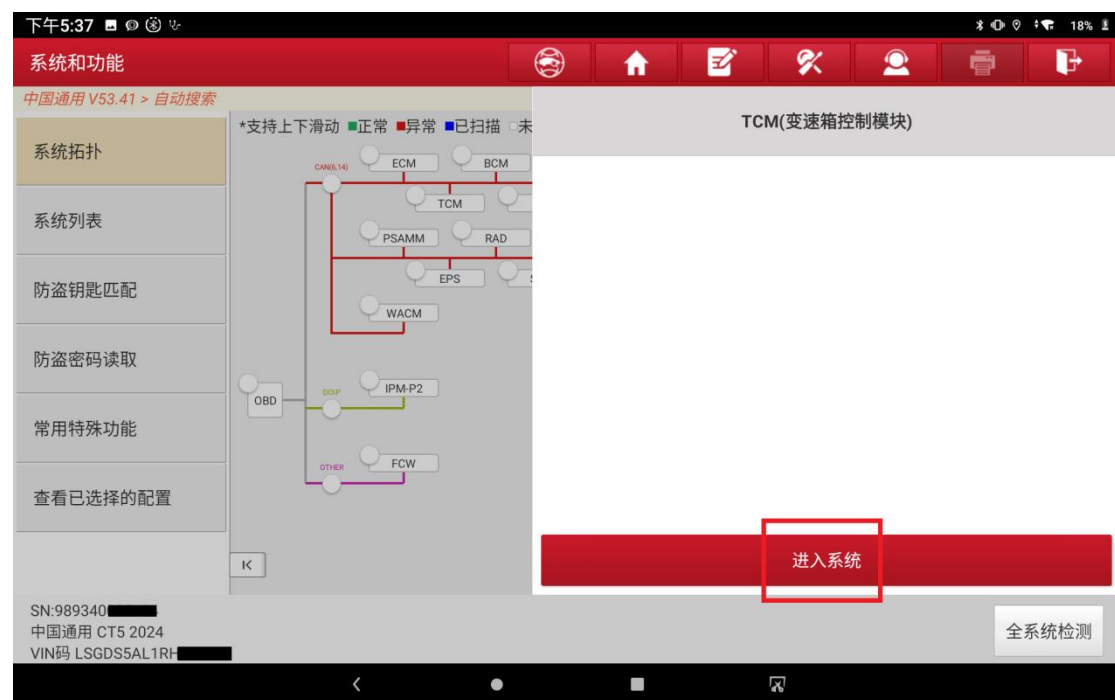 下午5:37
18%
系统和功能
中国通用 V53.41 > 自动搜索
TCM(变速箱控制模块)
系统拓扑
系统列表
防盗钥匙匹配
防盗密码读取
常用特殊功能
查看已选择的配置
*支持上下滑动 ■正常 ■异常 ■已扫描 □未
CAN(6,14)
ECM
BCM
TCM
PSAMM
RAD
EPS
WACM
OBD
DOIP
IPM-P2
OTHER
FCW
K
进入系统
SN:989340
中国通用 CT5 2024
VIN码 LSGDS5AL1RH
全系统检测